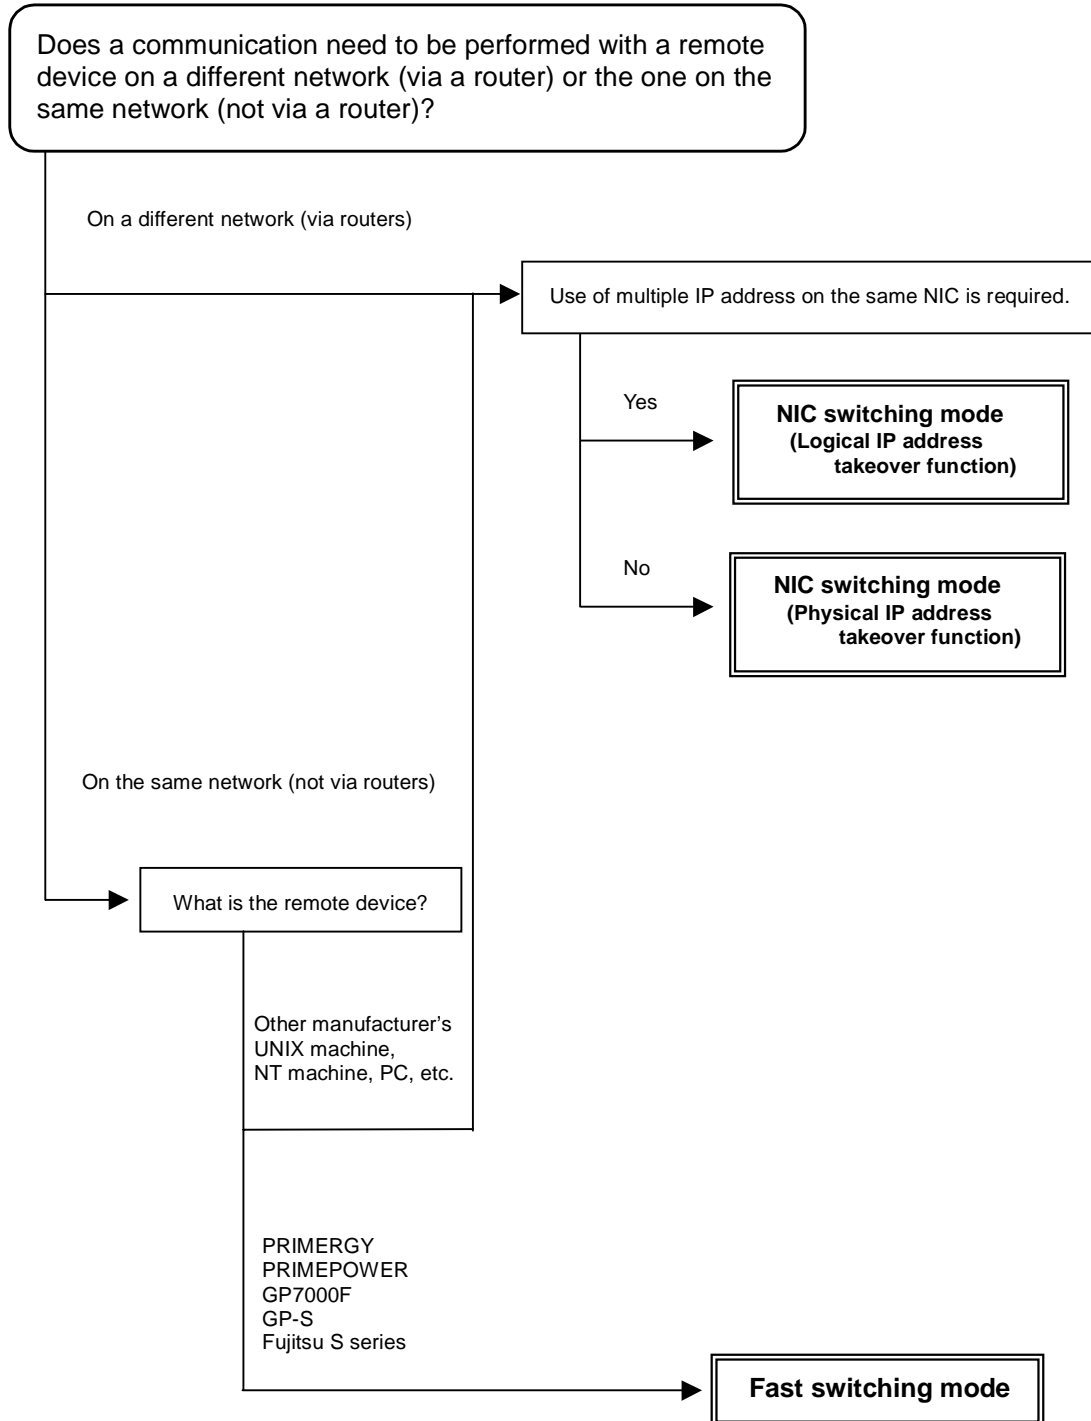 Does a communication need to be performed with a remote
device on a different network (via a router) or the one on the
same network (not via a router)?
On a different network (via routers)
Use of multiple IP address on the same NIC is required.
Yes
NIC switching mode
(Logical IP address
takeover function)
No
NIC switching mode
(Physical IP address
takeover function)
On the same network (not via routers)
What is the remote device?
Other manufacturer’s
UNIX machine,
NT machine, PC, etc.
PRIMERGY
PRIMEPOWER
GP7000F
GP-S
Fujitsu S series
Fast switching mode